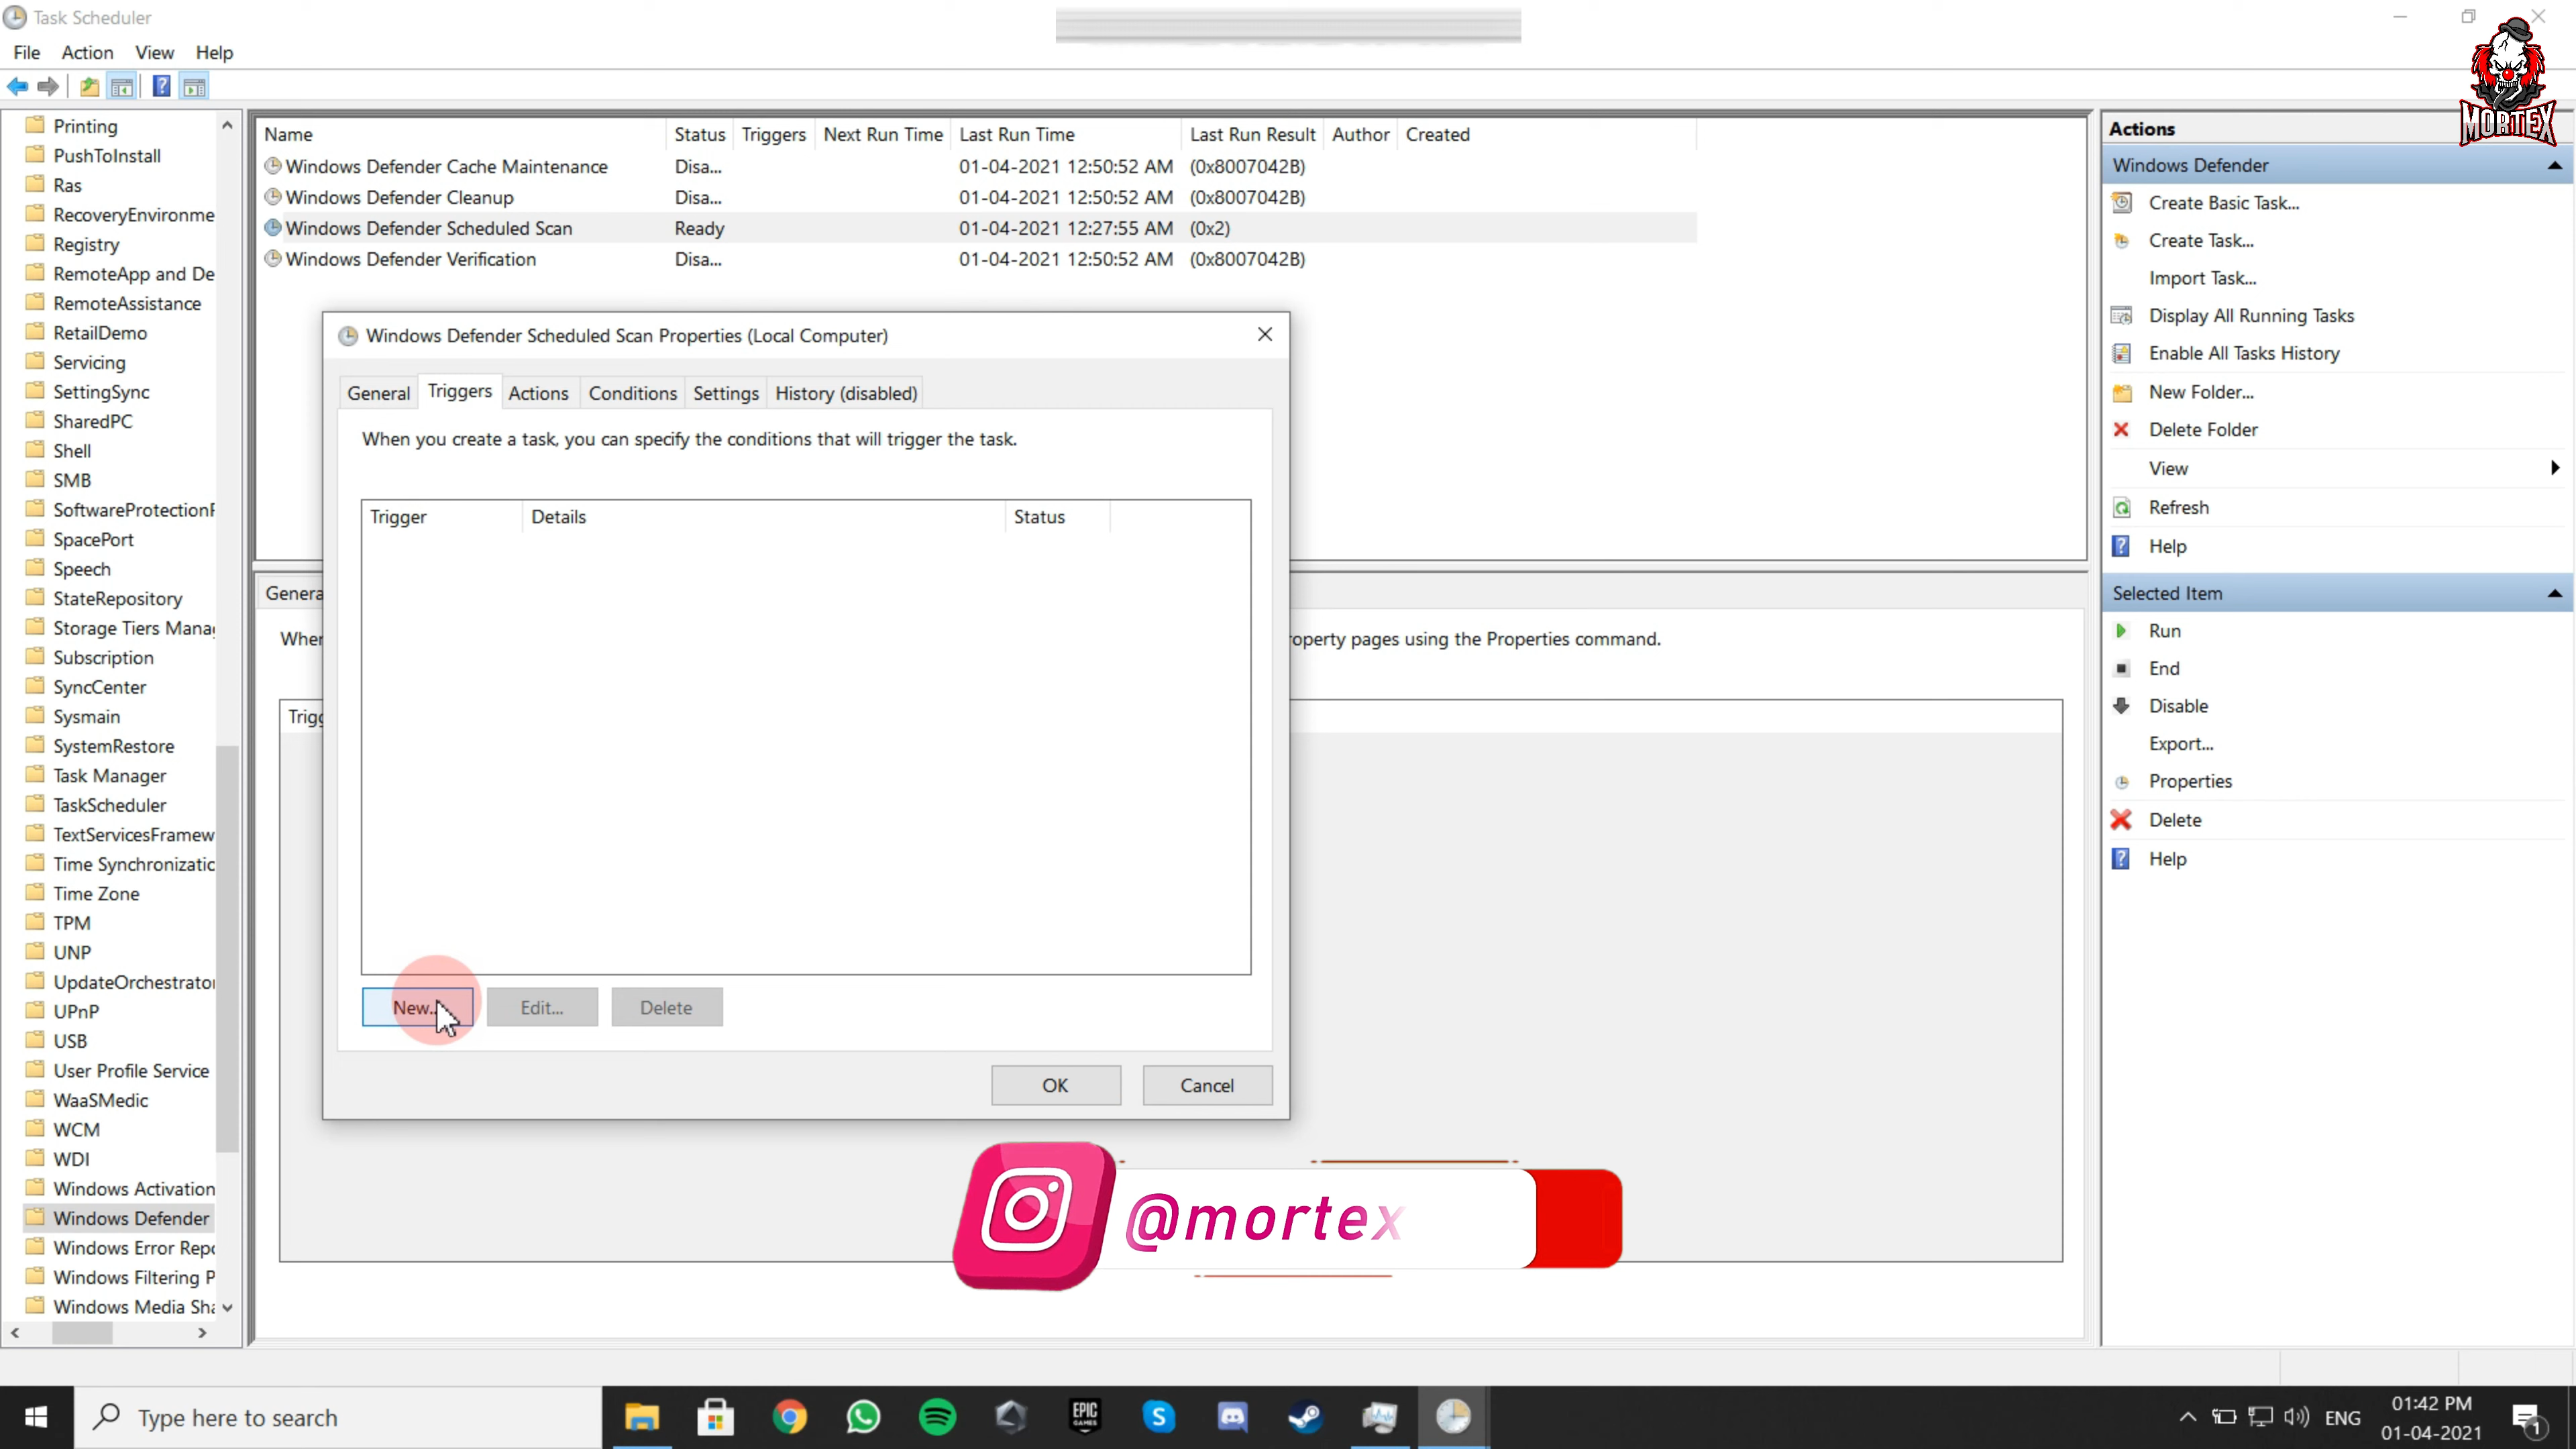 Task Scheduler
File Action View Help
MORTEX
Printing
PushToInstall
Ras
RecoveryEnvironme
Registry
RemoteApp and De
RemoteAssistance
RetailDemo
Servicing
SettingSync
SharedPC
Shell
SMB
SoftwareProtectionP
SpacePort
Speech
StateRepository
Storage Tiers Manag
Subscription
SyncCenter
Sysmain
SystemRestore
Task Manager
TaskScheduler
TextServicesFramew
Time Synchronizatic
Time Zone
TPM
UNP
UpdateOrchestrator
UPnP
USB
User Profile Service
WaaSMedic
WCM
WDI
Windows Activation
Windows Defender
Windows Error Repo
Windows Filtering P
Windows Media Sha
Name Status Triggers Next Run Time Last Run Time Last Run Result Author Created
Windows Defender Cache Maintenance Disa... 01-04-2021 12:50:52 AM (0x8007042B)
Windows Defender Cleanup Disa... 01-04-2021 12:50:52 AM (0x8007042B)
Windows Defender Scheduled Scan Ready 01-04-2021 12:27:55 AM (0x2)
Windows Defender Verification Disa... 01-04-2021 12:50:52 AM (0x8007042B)
Windows Defender Scheduled Scan Properties (Local Computer)
General Triggers Actions Conditions Settings History (disabled)
When you create a task, you can specify the conditions that will trigger the task.
Trigger Details Status
New... Edit... Delete
OK Cancel
Genera
When
roperty pages using the Properties command.
Trigg
@mortex
Actions
Windows Defender
Create Basic Task...
Create Task...
Import Task...
Display All Running Tasks
Enable All Tasks History
New Folder...
Delete Folder
View
Refresh
Help
Selected Item
Run
End
Disable
Export...
Properties
Delete
Help
Type here to search
EPIC
GAMES
ENG
01:42 PM
01-04-2021
1